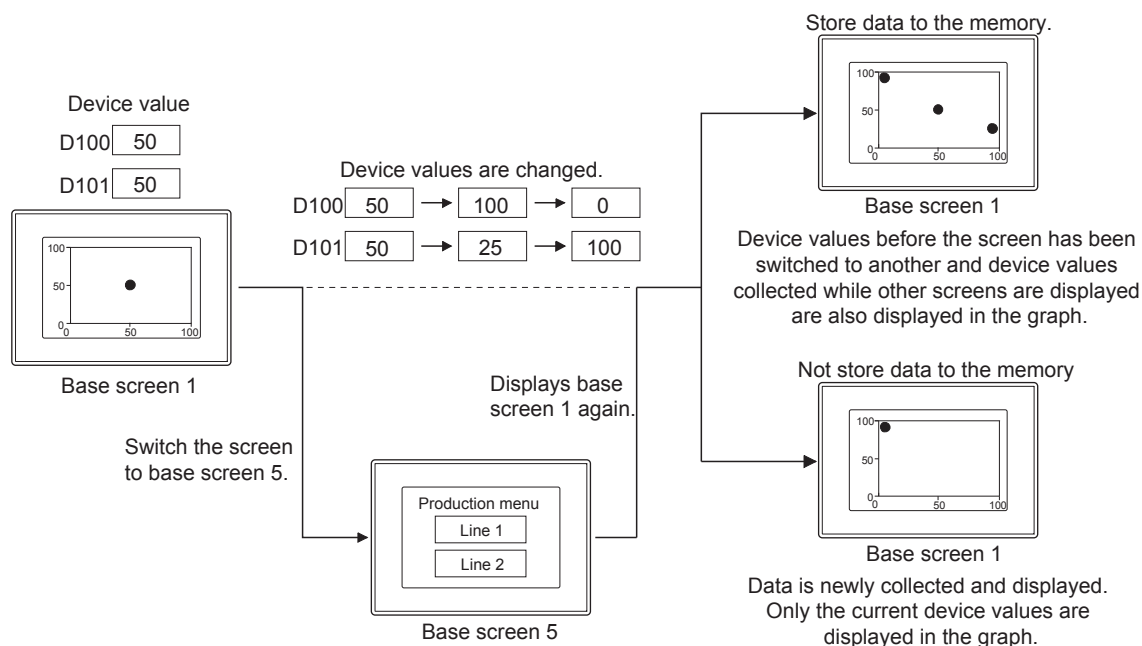 Device value
D100 50
D101 50
100
50
0
0 50 100
Base screen 1
Switch the screen
to base screen 5.
Device values are changed.
D100 50 → 100 → 0
D101 50 → 25 → 100
Production menu
Line 1
Line 2
Base screen 5
Displays base
screen 1 again.
Store data to the memory.
100
50
0
0 50 100
Base screen 1
Device values before the screen has been
switched to another and device values
collected while other screens are displayed
are also displayed in the graph.
Not store data to the memory
100
50
0
0 50 100
Base screen 1
Data is newly collected and displayed.
Only the current device values are
displayed in the graph.